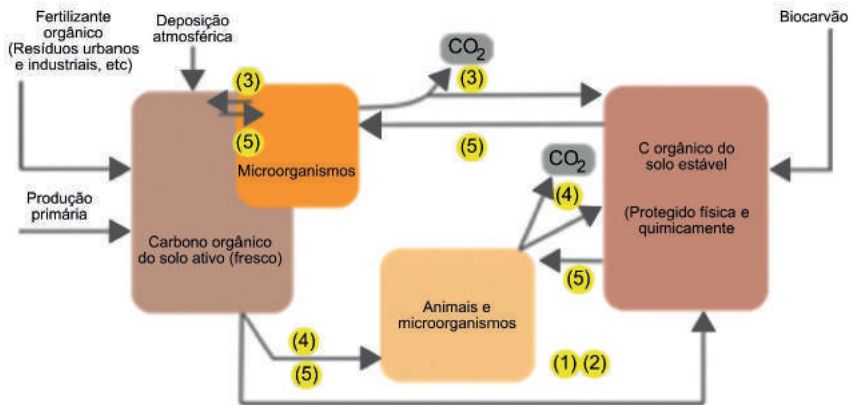 Fertilizante
orgânico
(Resíduos urbanos
e industriais, etc)
Deposição
atmosférica
Biocarvão
CO2
(3)
(3)
(5)
Microorganismos
(5)
CO2
(4)
C orgânico do
solo estável
(Protegido física e
quimicamente
Produção
primária
Carbono orgânico
do solo ativo (fresco)
(5)
Animais e
microorganismos
(4)
(5)
(1) (2)